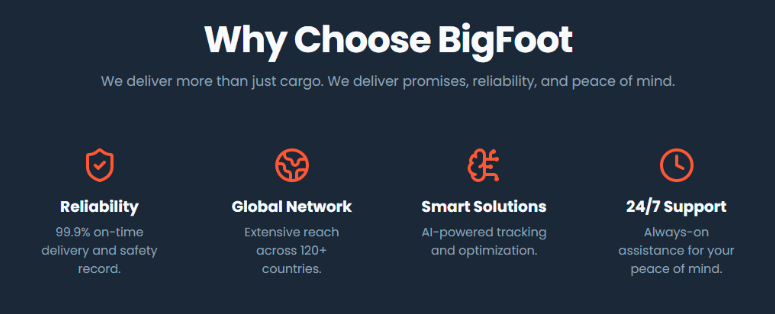 Why Choose BigFoot
We deliver more than just cargo. We deliver promises, reliability, and peace of mind.
Reliability
99.9% on-time
delivery and safety
record.
Global Network
Extensive reach
across 120+
countries.
Smart Solutions
AI-powered tracking
and optimization.
24/7 Support
Always-on
assistance for your
peace of mind.